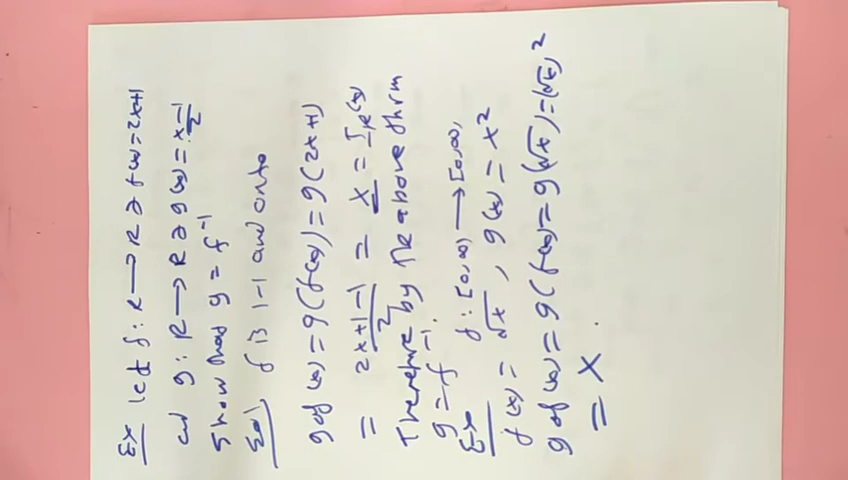 Ex let f: R → R ∋ f(x) = 2x+1
and g: R → R ∋ g(x) = x-1/2
Show that g = f⁻¹
Sol f is 1-1 and onto
gof(x) = g(f(x)) = g(2x+1)
= 2x+1-1/2 = x = I_R(x)
Therefore by the above thrm
g = f⁻¹.
Ex f: [0,∞) → [0,∞),
f(x) = √x, g(x) = x²
gof(x) = g(f(x)) = g(√x) = (√x)²
= x.